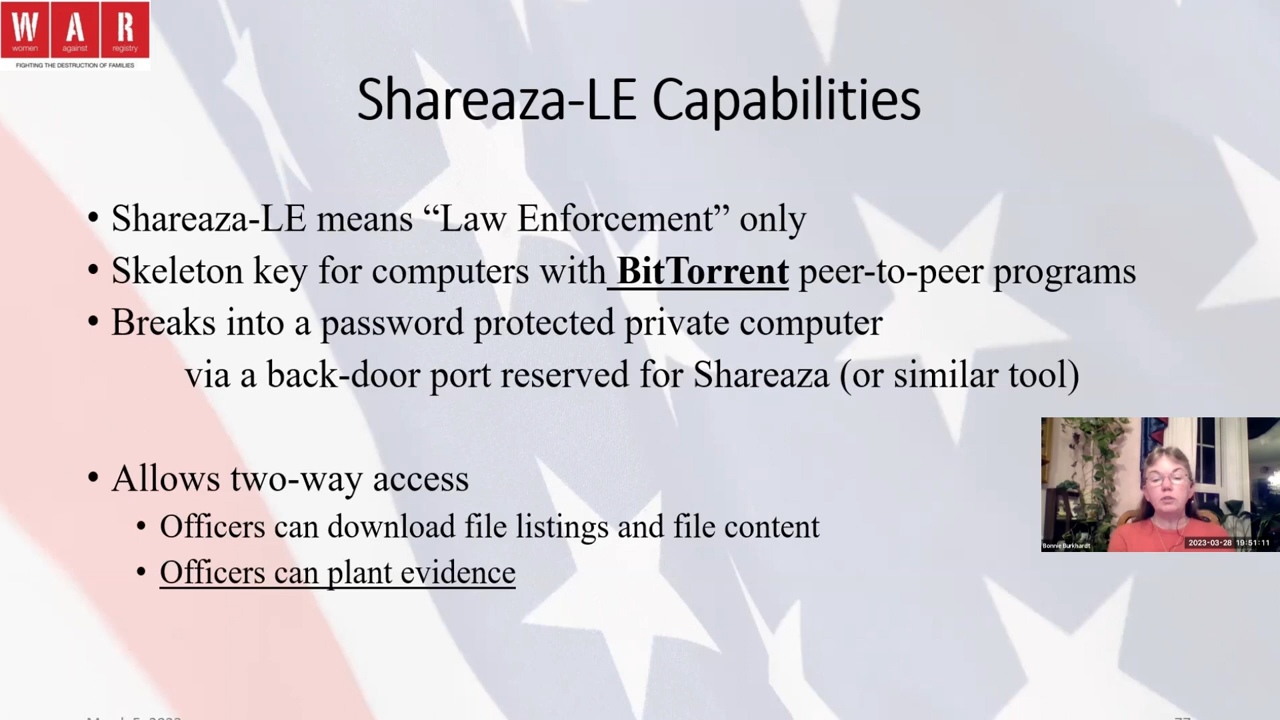 W A R
women against registry
FIGHTING THE DESTRUCTION OF FAMILIES
Shareaza-LE Capabilities
• Shareaza-LE means “Law Enforcement” only
• Skeleton key for computers with BitTorrent peer-to-peer programs
• Breaks into a password protected private computer
via a back-door port reserved for Shareaza (or similar tool)
• Allows two-way access
• Officers can download file listings and file content
• Officers can plant evidence
Bonnie Burkhardt
2023-03-28 19:51:11